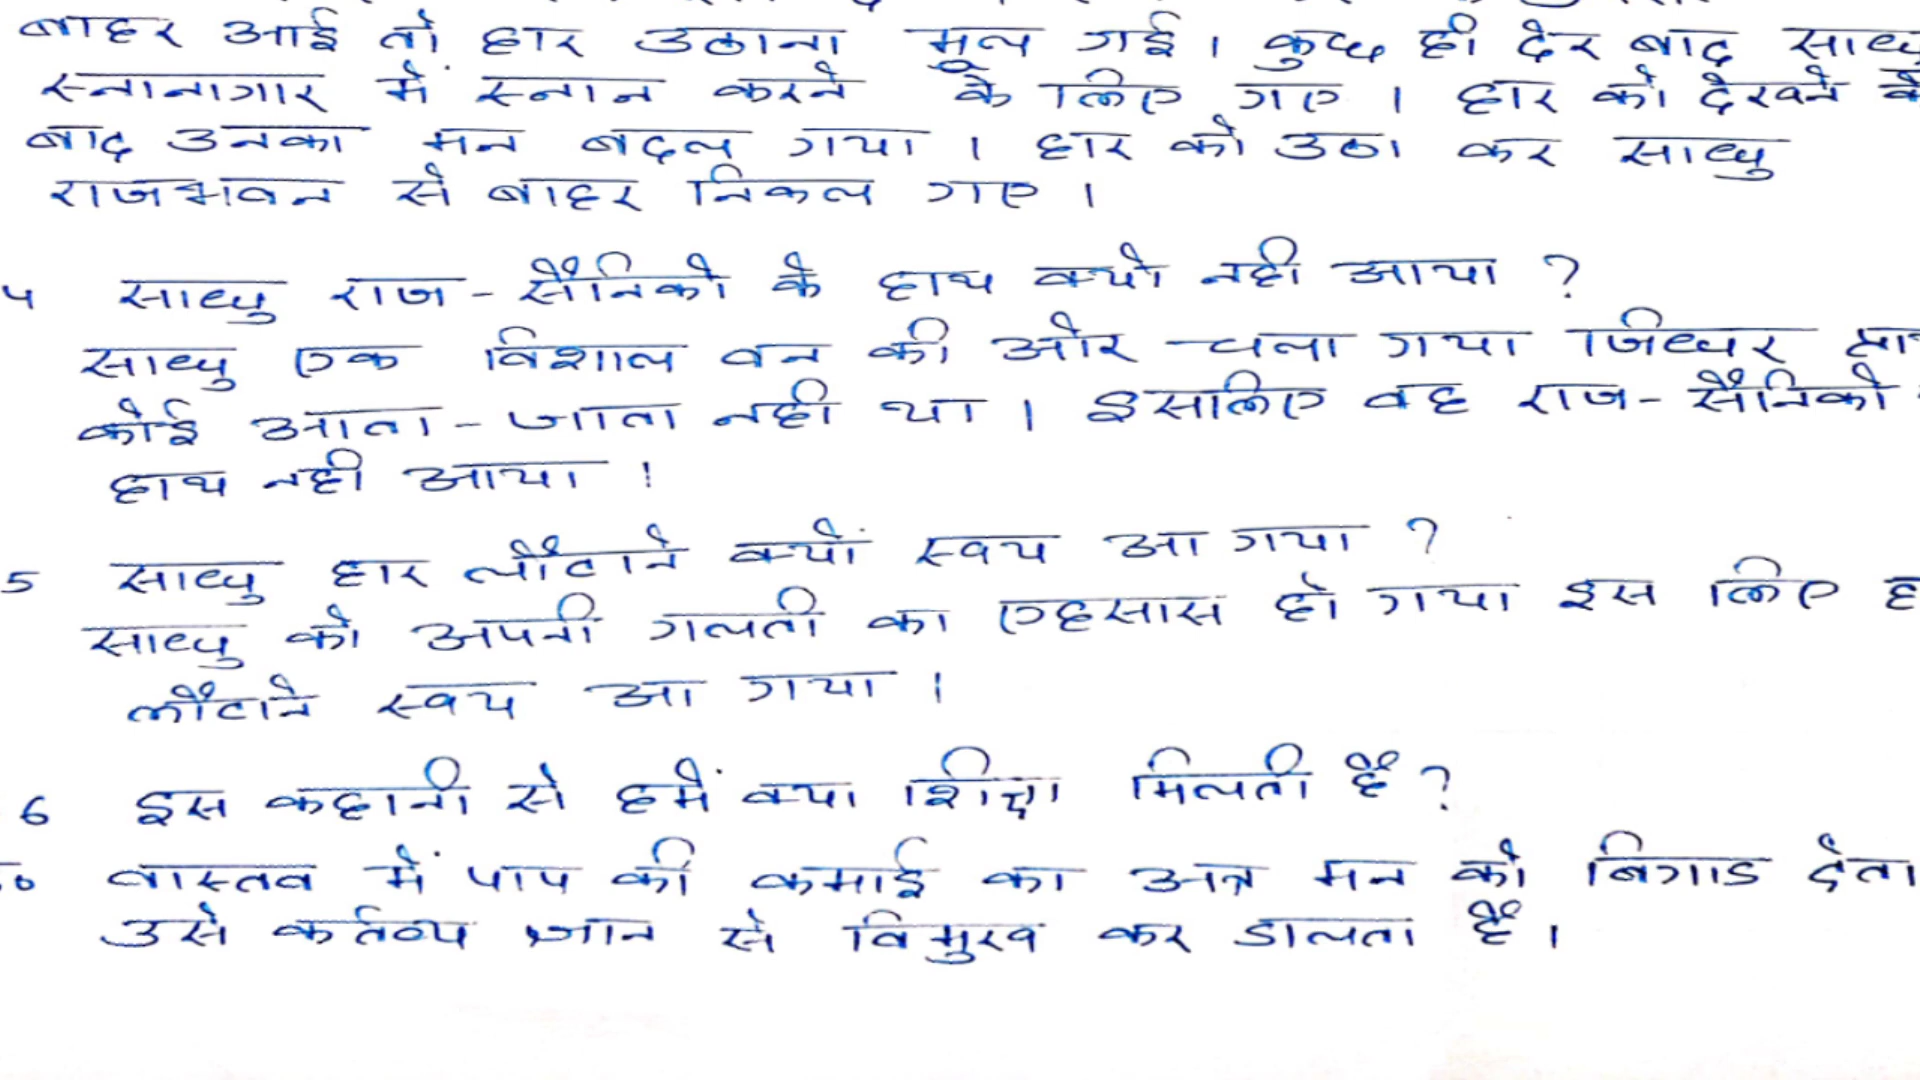 बाहर आई तो हार उठाना भूल गई। कुछ ही देर बाद साधु
स्नानागार में स्नान करने के लिए गए। हार को देखने के
बाद उनका मन बदल गया। हार को उठा कर साधु
राजभवन से बाहर निकल गए।
4 साधु राज-सैनिको के हाथ क्यो नही आया?
साधु एक विशाल वन की ओर चला गया जिधर
कोई आता-जाता नही था। इसलिए वह राज-सैनिको
हाथ नही आया।
5 साधु हार लौटाने क्यों स्वय आ गया?
साधु को अपनी गलती का एहसास हो गया इस लिए
लौटाने स्वय आ गया।
6 इस कहानी से हमें क्या शिक्षा मिलती है?
वास्तव में पाप की कमाई का अन्न मन को बिगाड देता
उसे कर्तव्य ज्ञान से विमुख कर डालता है।